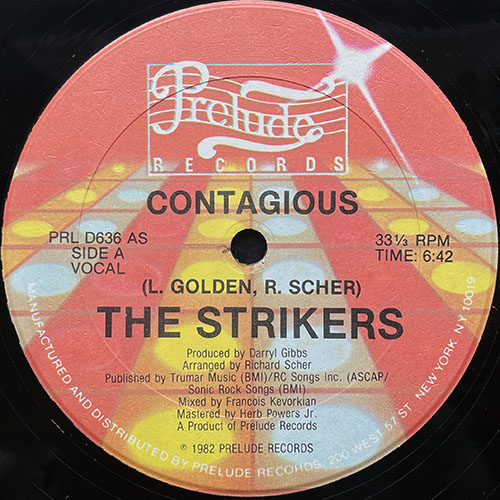 Prelude
RECORDS
CONTAGIOUS
PRL D636 AS
SIDE A
VOCAL
33⅓ RPM
TIME: 6:42
(L. GOLDEN, R. SCHER)
THE STRIKERS
Produced by Darryl Gibbs
Arranged by Richard Scher
Published by Trumar Music (BMI)/RC Songs Inc. (ASCAP/
Sonic Rock Songs (BMI)
Mixed by Francois Kevorkian
Mastered by Herb Powers Jr.
A Product of Prelude Records
℗ 1982 PRELUDE RECORDS
MANUFACTURED AND DISTRIBUTED BY PRELUDE RECORDS, 200 WEST 57 ST. NEW YORK, NY 10019